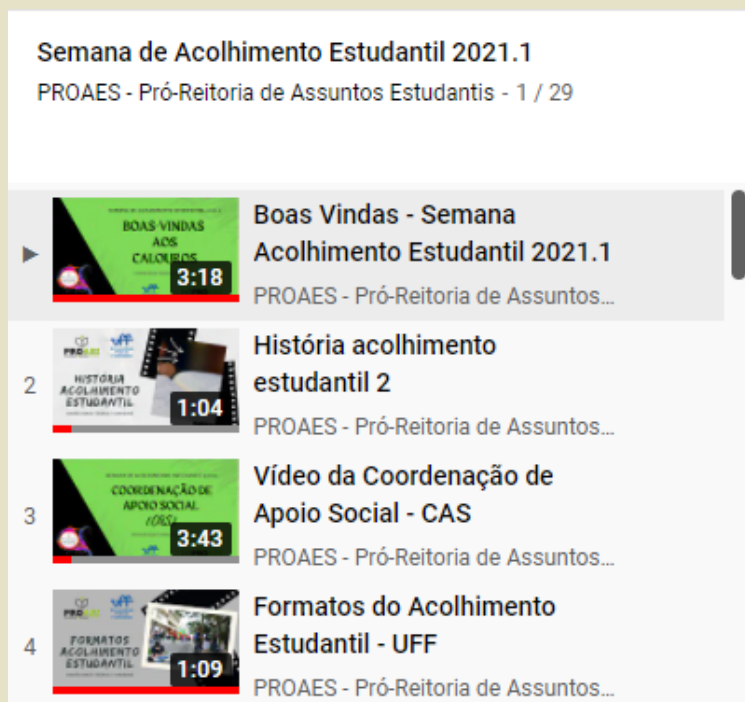 Semana de Acolhimento Estudantil 2021.1
PROAES - Pró-Reitoria de Assuntos Estudantis - 1 / 29
BOAS VINDAS
AOS
CALOUROS
3:18
Boas Vindas - Semana
Acolhimento Estudantil 2021.1
PROAES - Pró-Reitoria de Assuntos...
2
uff
HISTÓRIA
ACOLHIMENTO
ESTUDANTIL
1:04
História acolhimento
estudantil 2
PROAES - Pró-Reitoria de Assuntos...
3
COORDENAÇÃO DE
APOIO SOCIAL
(CAS)
3:43
Vídeo da Coordenação de
Apoio Social - CAS
PROAES - Pró-Reitoria de Assuntos...
4
uff
FORMATOS
ACOLHIMENTO
ESTUDANTIL
1:09
Formatos do Acolhimento
Estudantil - UFF
PROAES - Pró-Reitoria de Assuntos...